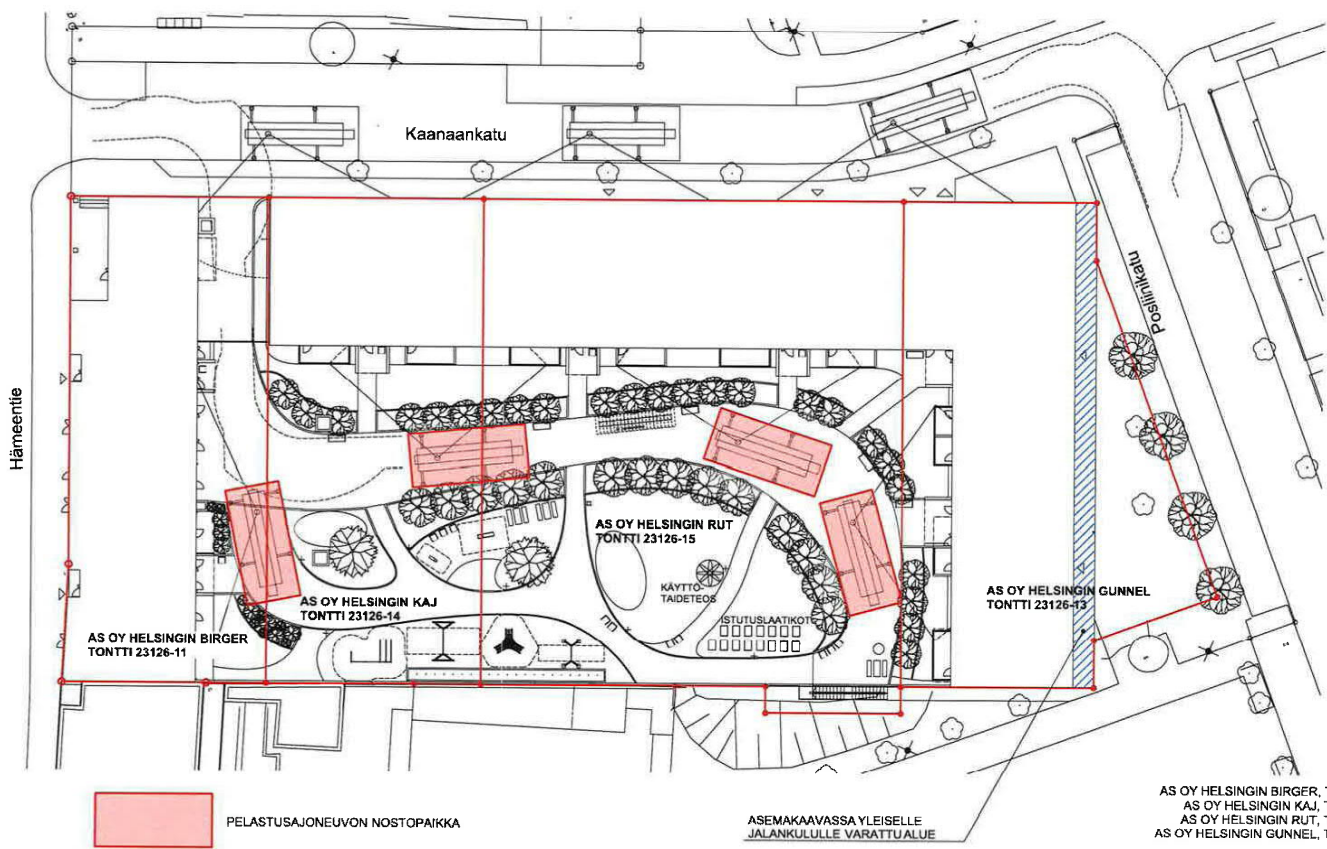 Kaanaankatu
Posliinikatu
Hämeentie
AS OY HELSINGIN RUT
TONTTI 23126-15
KÄYTTÖ-
TAIDETEOS
AS OY HELSINGIN GUNNEL
TONTTI 23126-13
AS OY HELSINGIN KAJ
TONTTI 23126-14
ISTUTUSLAATIKOT
AS OY HELSINGIN BIRGER
TONTTI 23126-11
PELASTUSAJONEUVON NOSTOPAIKKA
ASEMAKAAVASSA YLEISELLE
JALANKULULLE VARATTU ALUE
AS OY HELSINGIN BIRGER, T
AS OY HELSINGIN KAJ, T
AS OY HELSINGIN RUT, T
AS OY HELSINGIN GUNNEL, T